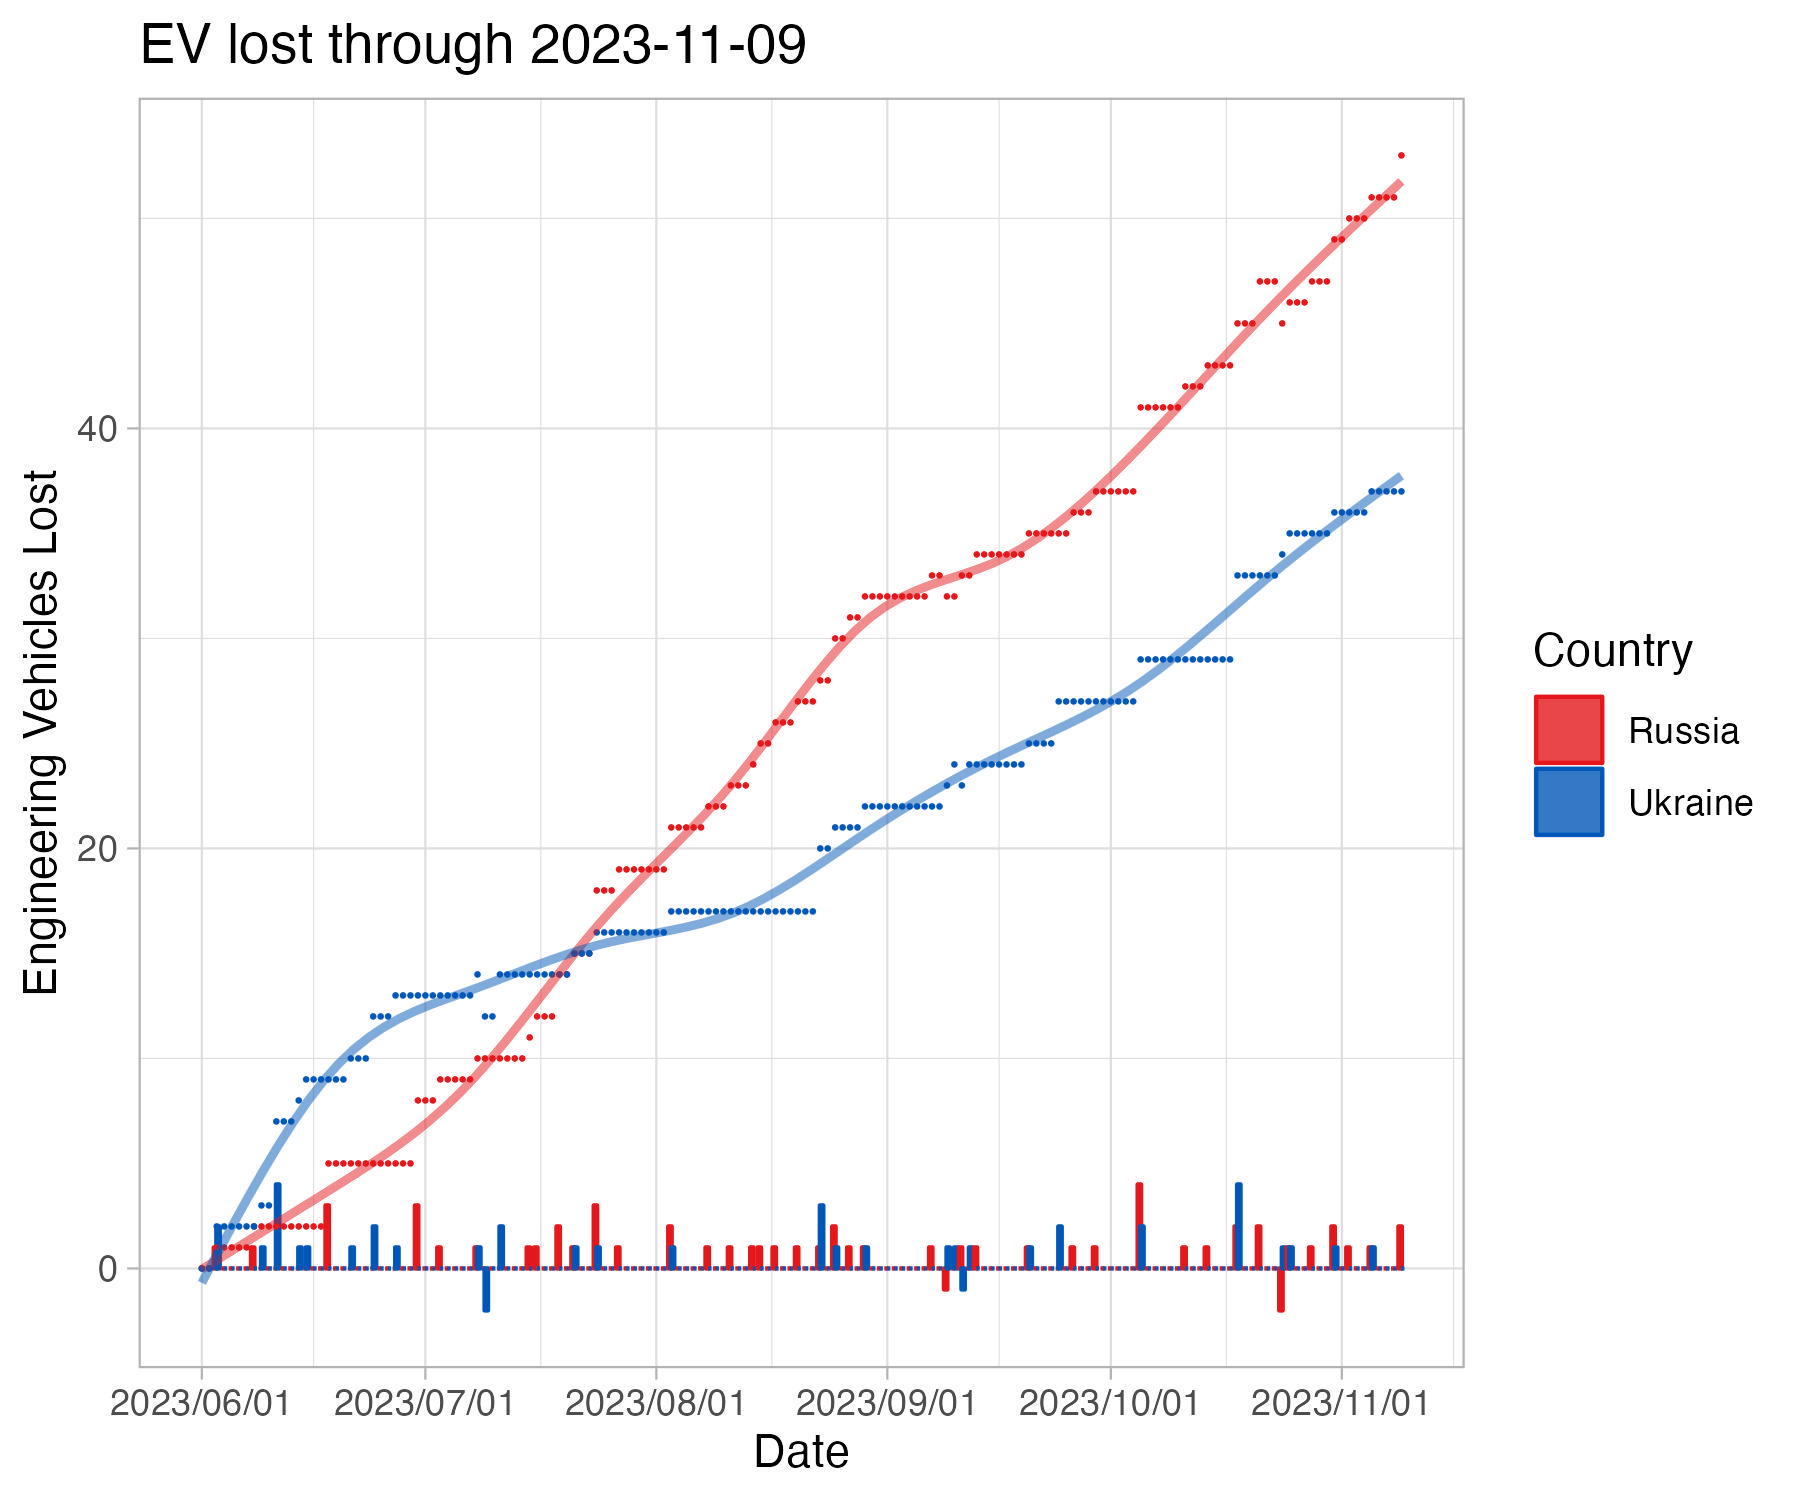 EV lost through 2023-11-09
Engineering Vehicles Lost
40
20
0
2023/06/01 2023/07/01 2023/08/01 2023/09/01 2023/10/01 2023/11/01
Date
Country
Russia
Ukraine